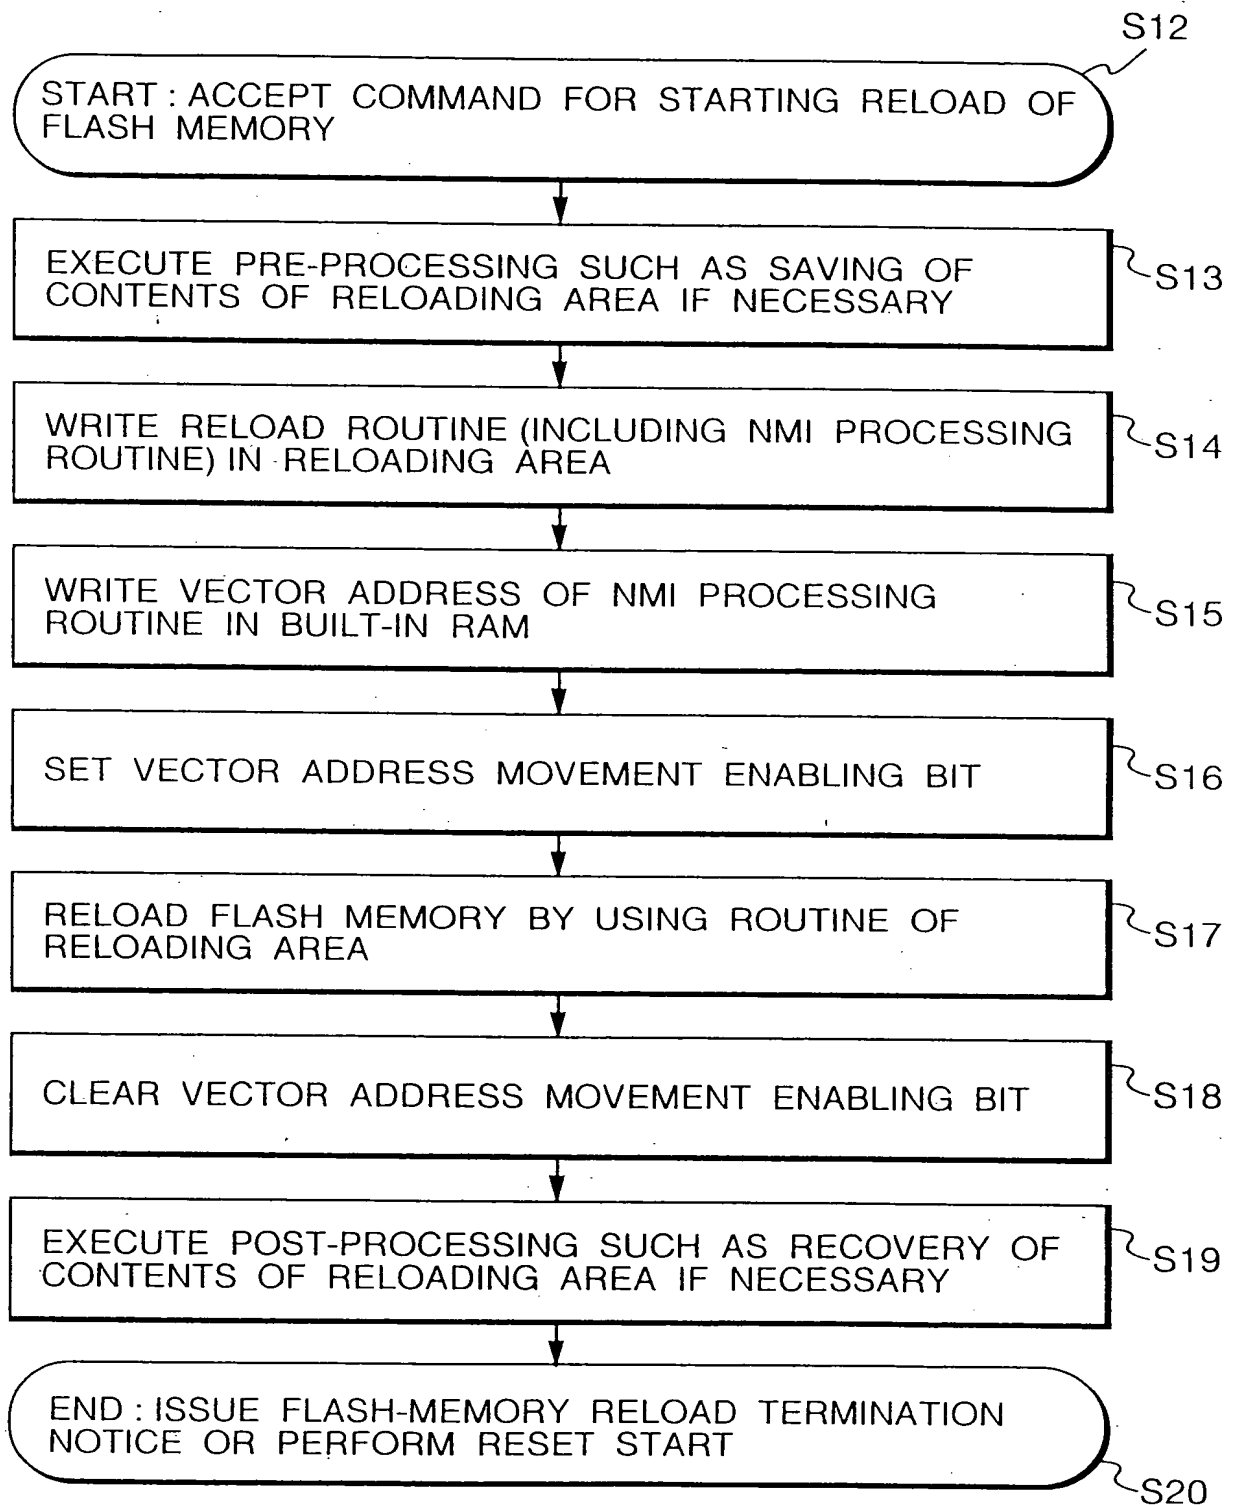 S12
START : ACCEPT COMMAND FOR STARTING RELOAD OF
FLASH MEMORY
EXECUTE PRE-PROCESSING SUCH AS SAVING OF
CONTENTS OF RELOADING AREA IF NECESSARY
S13
WRITE RELOAD ROUTINE (INCLUDING NMI PROCESSING
ROUTINE) IN RELOADING AREA
S14
WRITE VECTOR ADDRESS OF NMI PROCESSING
ROUTINE IN BUILT-IN RAM
S15
SET VECTOR ADDRESS MOVEMENT ENABLING BIT
S16
RELOAD FLASH MEMORY BY USING ROUTINE OF
RELOADING AREA
S17
CLEAR VECTOR ADDRESS MOVEMENT ENABLING BIT
S18
EXECUTE POST-PROCESSING SUCH AS RECOVERY OF
CONTENTS OF RELOADING AREA IF NECESSARY
S19
END : ISSUE FLASH-MEMORY RELOAD TERMINATION
NOTICE OR PERFORM RESET START
S20